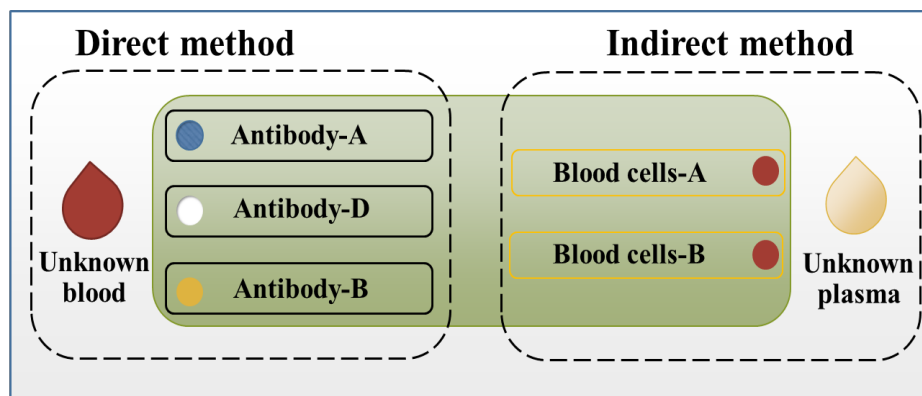 Direct method
Indirect method
Antibody-A
Antibody-D
Antibody-B
Unknown
blood
Blood cells-A
Blood cells-B
Unknown
plasma